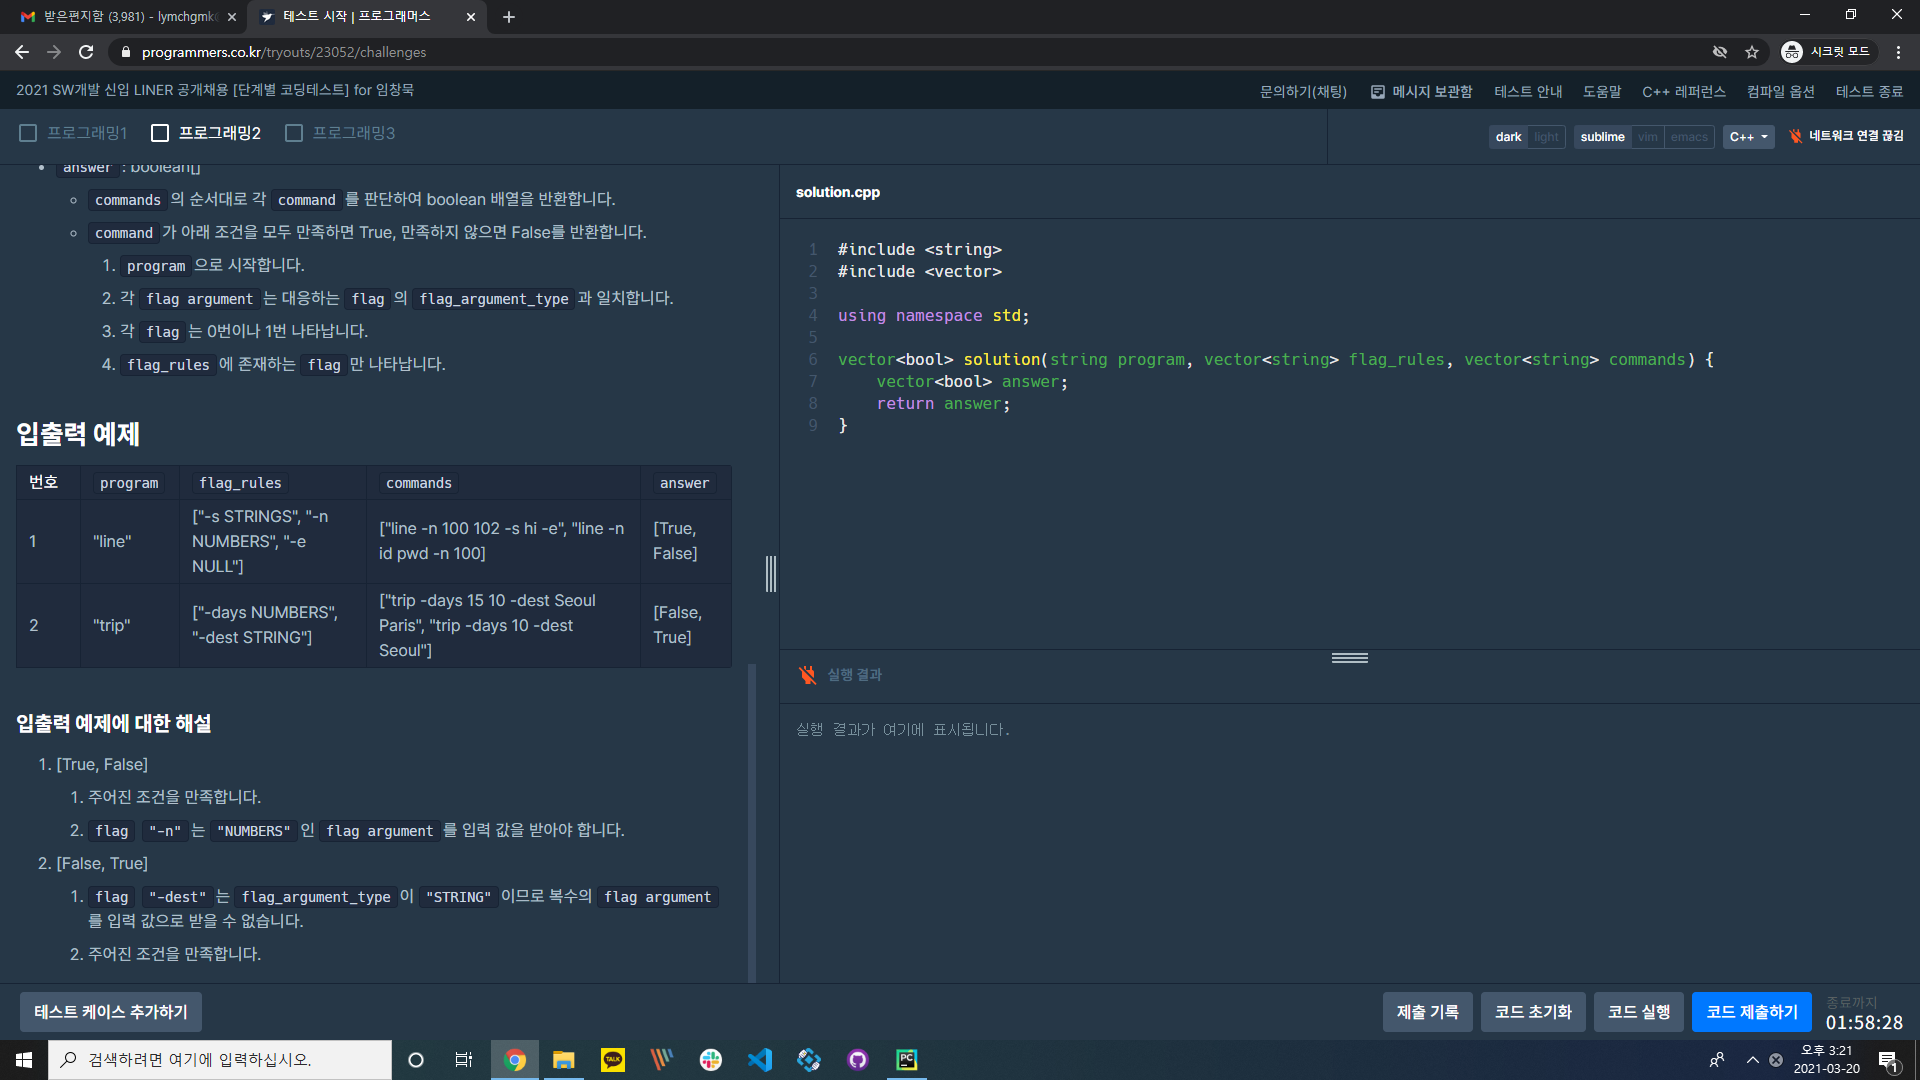 받은편지함 (3,981) - lymchgmk
테스트 시작 | 프로그래머스
programmers.co.kr/tryouts/23052/challenges
시크릿 모드
2021 SW개발 신입 LINER 공개채용 [단계별 코딩테스트] for 임창묵
문의하기(채팅) 메시지 보관함 테스트 안내 도움말 C++ 레퍼런스 컴파일 옵션 테스트 종료
프로그래밍1 프로그래밍2 프로그래밍3
dark light sublime vim emacs C++ 네트워크 연결 끊김
answer : boolean[]
commands 의 순서대로 각 command 를 판단하여 boolean 배열을 반환합니다.
command 가 아래 조건을 모두 만족하면 True, 만족하지 않으면 False를 반환합니다.
1. program 으로 시작합니다.
2. 각 flag argument 는 대응하는 flag 의 flag_argument_type 과 일치합니다.
3. 각 flag 는 0번이나 1번 나타납니다.
4. flag_rules 에 존재하는 flag 만 나타납니다.
입출력 예제
번호 program flag_rules commands answer
1 "line" ["-s STRINGS", "-n NUMBERS", "-e NULL"] ["line -n 100 102 -s hi -e", "line -n id pwd -n 100] [True, False]
2 "trip" ["-days NUMBERS", "-dest STRING"] ["trip -days 15 10 -dest Seoul Paris", "trip -days 10 -dest Seoul"] [False, True]
입출력 예제에 대한 해설
1. [True, False]
1. 주어진 조건을 만족합니다.
2. flag "-n" 는 "NUMBERS" 인 flag argument 를 입력 값을 받아야 합니다.
2. [False, True]
1. flag "-dest" 는 flag_argument_type 이 "STRING" 이므로 복수의 flag argument
를 입력 값으로 받을 수 없습니다.
2. 주어진 조건을 만족합니다.
solution.cpp
1 #include <string>
2 #include <vector>
3
4 using namespace std;
5
6 vector<bool> solution(string program, vector<string> flag_rules, vector<string> commands) {
7 vector<bool> answer;
8 return answer;
9 }
실행 결과
실행 결과가 여기에 표시됩니다.
테스트 케이스 추가하기
제출 기록 코드 초기화 코드 실행 코드 제출하기
종료까지
01:58:28
검색하려면 여기에 입력하십시오.
TALK
PC
오후 3:21
2021-03-20
1